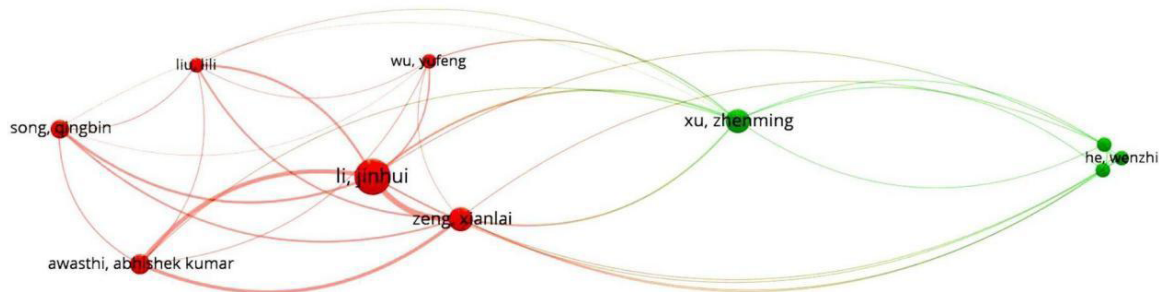 liu, lili
wu, yufeng
song, qingbin
xu, zhenming
he, wenzhi
li, jinhui
zeng, xianlai
awasthi, abhishek kumar